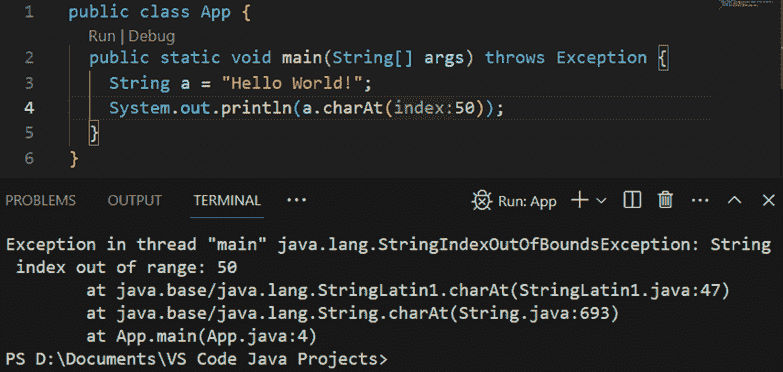 1 public class App {
Run | Debug
2 public static void main(String[] args) throws Exception {
3 String a = "Hello World!";
4 System.out.println(a.charAt(index:50));
5 }
6 }
PROBLEMS OUTPUT TERMINAL ··· Run: App
Exception in thread "main" java.lang.StringIndexOutOfBoundsException: String
index out of range: 50
at java.base/java.lang.StringLatin1.charAt(StringLatin1.java:47)
at java.base/java.lang.String.charAt(String.java:693)
at App.main(App.java:4)
PS D:\Documents\VS Code Java Projects>